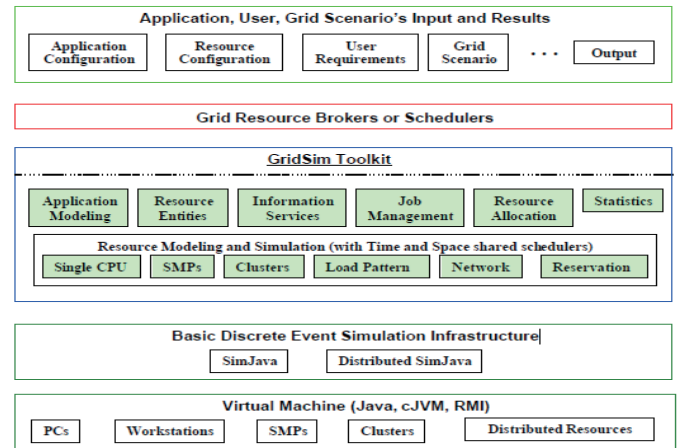 Application, User, Grid Scenario's Input and Results
Application Configuration
Resource Configuration
User Requirements
Grid Scenario
. . .
Output
Grid Resource Brokers or Schedulers
GridSim Toolkit
Application Modeling
Resource Entities
Information Services
Job Management
Resource Allocation
Statistics
Resource Modeling and Simulation (with Time and Space shared schedulers)
Single CPU
SMPs
Clusters
Load Pattern
Network
Reservation
Basic Discrete Event Simulation Infrastructure
SimJava
Distributed SimJava
Virtual Machine (Java, cJVM, RMI)
PCs
Workstations
SMPs
Clusters
Distributed Resources